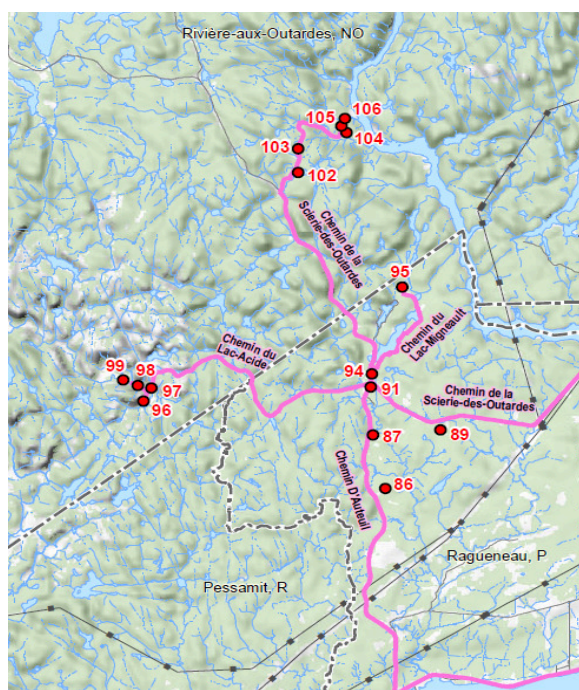 Rivière-aux-Outardes, NO
106
105
104
103
102
Chemin de la
Scierie-des-Outardes
95
Chemin du
Lac-Migneault
Chemin du
Lac-Acide
99
98
97
96
94
91
Chemin de la
Scierie-des-Outardes
87
89
86
Chemin D'Auteuil
Ragueneau, P
Pessamit, R